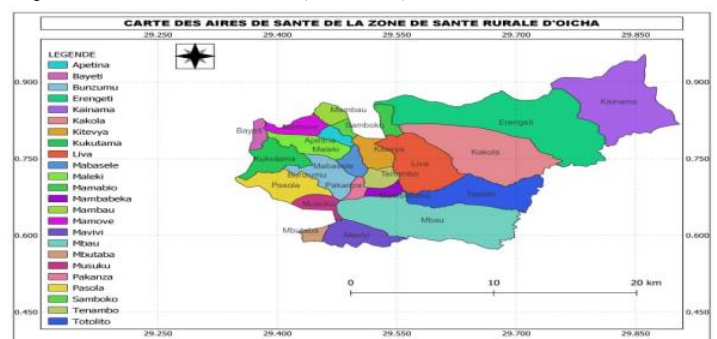 CARTE DES AIRES DE SANTE DE LA ZONE DE SANTE RURALE D'OICHA
29.250 29.400 29.550 29.700 29.850
LEGENDE
Apetina
Bayeti
Bunzumu
Erengeti
Kainama
Kakola
Kitevya
Kukutama
Liva
Mabasele
Maleki
Mamabio
Mambabeka
Mambau
Mamove
Mavivi
Mbau
Mbutaba
Musuku
Pakanza
Pasola
Samboko
Tenambo
Totolito
0.900
0.750
0.600
0.450
0.900
0.750
0.600
0.450
Kainama
Mambau
Samboko
Erengeti
Apetina
Maleki
Kitevya
Kukutama
Mabasele
Liva
Kakola
Bunzumu
Tenambo
Pasola
Pakanza
Totolito
Musuku
Mbau
Mbutaba
Mavivi
0 10 20 km
29.250 29.400 29.550 29.700 29.850